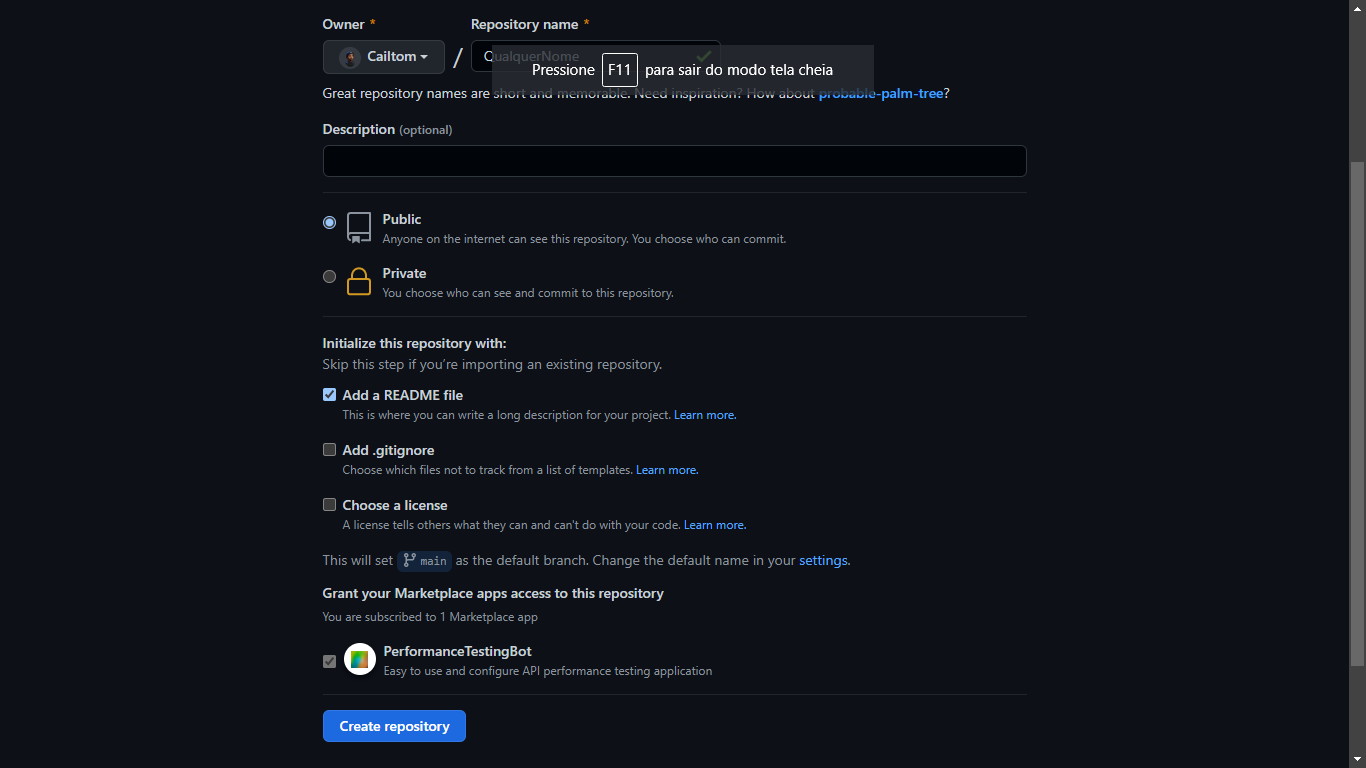 Owner *
Repository name *
Cailtom
/
QualquerNome
Pressione F11 para sair do modo tela cheia
Great repository names are short and memorable. Need inspiration? How about probable-palm-tree?
Description (optional)
Public
Anyone on the internet can see this repository. You choose who can commit.
Private
You choose who can see and commit to this repository.
Initialize this repository with:
Skip this step if you’re importing an existing repository.
Add a README file
This is where you can write a long description for your project. Learn more.
Add .gitignore
Choose which files not to track from a list of templates. Learn more.
Choose a license
A license tells others what they can and can't do with your code. Learn more.
This will set main as the default branch. Change the default name in your settings.
Grant your Marketplace apps access to this repository
You are subscribed to 1 Marketplace app
PerformanceTestingBot
Easy to use and configure API performance testing application
Create repository